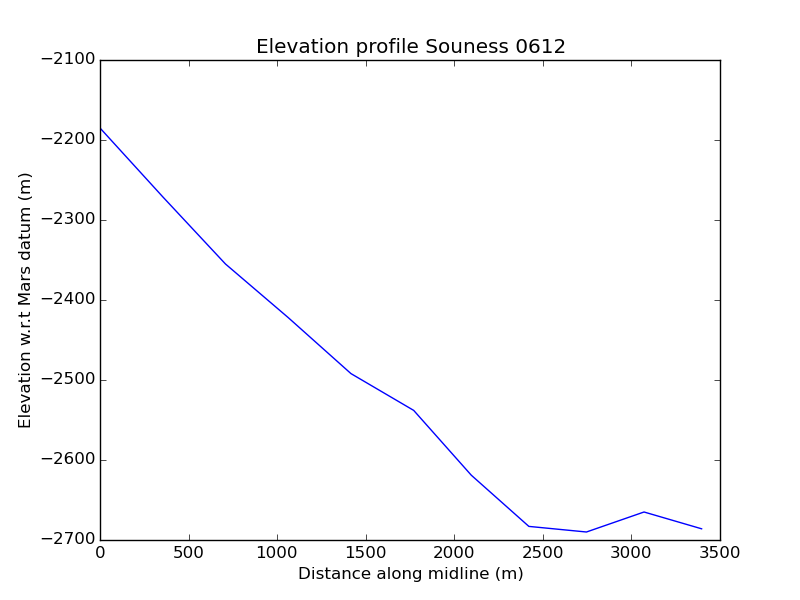 Elevation profile Souness 0612
−2100
−2200
−2300
−2400
−2500
−2600
−2700
Elevation w.r.t Mars datum (m)
0 500 1000 1500 2000 2500 3000 3500
Distance along midline (m)